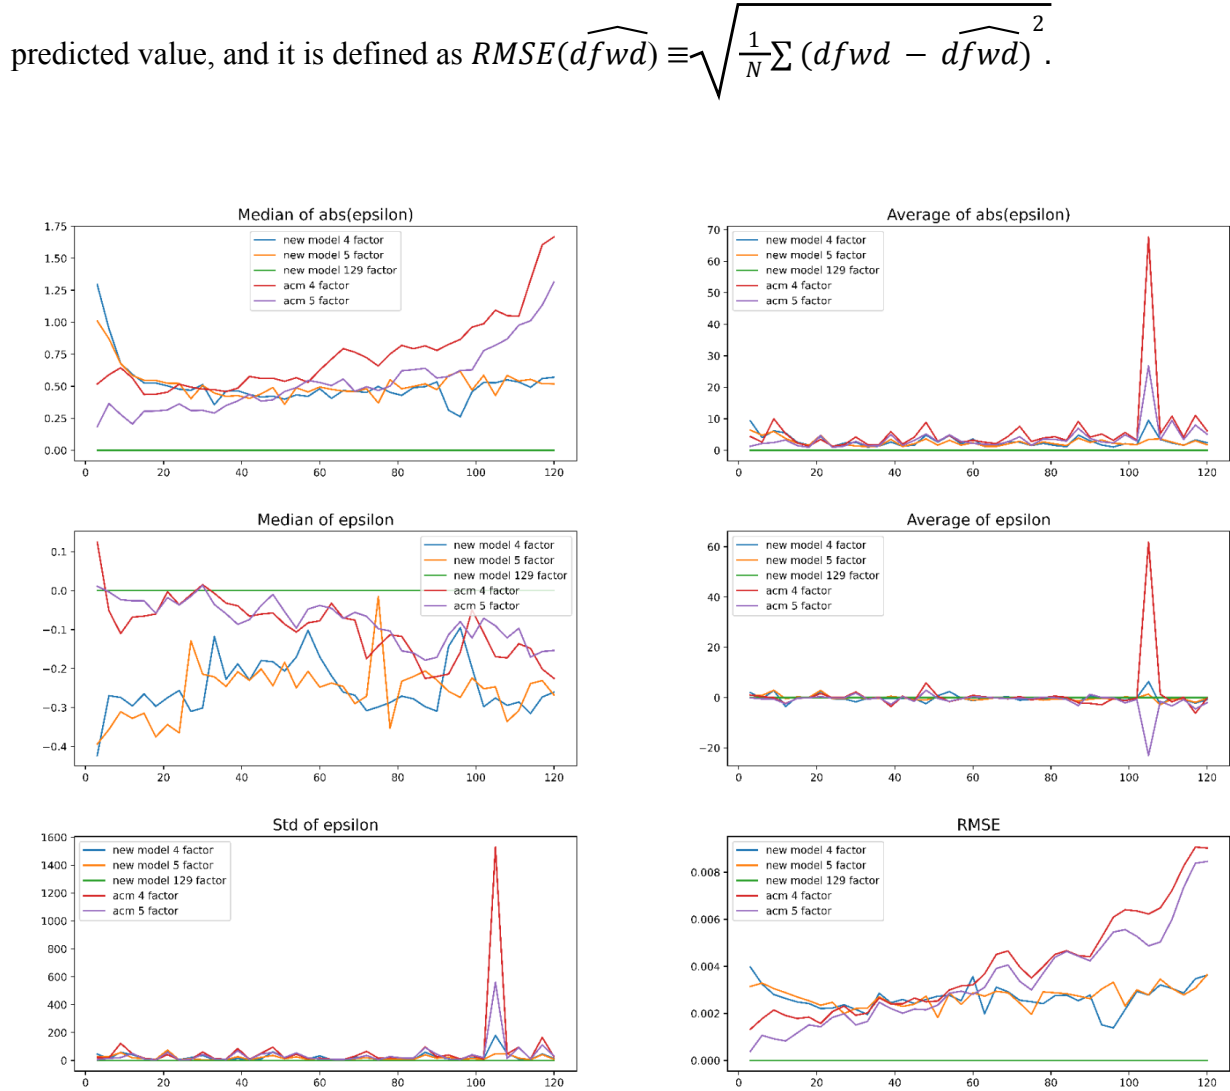 predicted value, and it is defined as RMSE(\widehat{dfwd}) ≡ \sqrt{\frac{1}{N}∑ (dfwd − \widehat{dfwd})^2}.
Median of abs(epsilon)
1.75
1.50
1.25
1.00
0.75
0.50
0.25
0.00
new model 4 factor
new model 5 factor
new model 129 factor
acm 4 factor
acm 5 factor
0 20 40 60 80 100 120
Average of abs(epsilon)
70
60
50
40
30
20
10
0
new model 4 factor
new model 5 factor
new model 129 factor
acm 4 factor
acm 5 factor
0 20 40 60 80 100 120
Median of epsilon
0.1
0.0
−0.1
−0.2
−0.3
−0.4
new model 4 factor
new model 5 factor
new model 129 factor
acm 4 factor
acm 5 factor
0 20 40 60 80 100 120
Average of epsilon
60
40
20
0
−20
new model 4 factor
new model 5 factor
new model 129 factor
acm 4 factor
acm 5 factor
0 20 40 60 80 100 120
Std of epsilon
1600
1400
1200
1000
800
600
400
200
0
new model 4 factor
new model 5 factor
new model 129 factor
acm 4 factor
acm 5 factor
0 20 40 60 80 100 120
RMSE
0.008
0.006
0.004
0.002
0.000
new model 4 factor
new model 5 factor
new model 129 factor
acm 4 factor
acm 5 factor
0 20 40 60 80 100 120